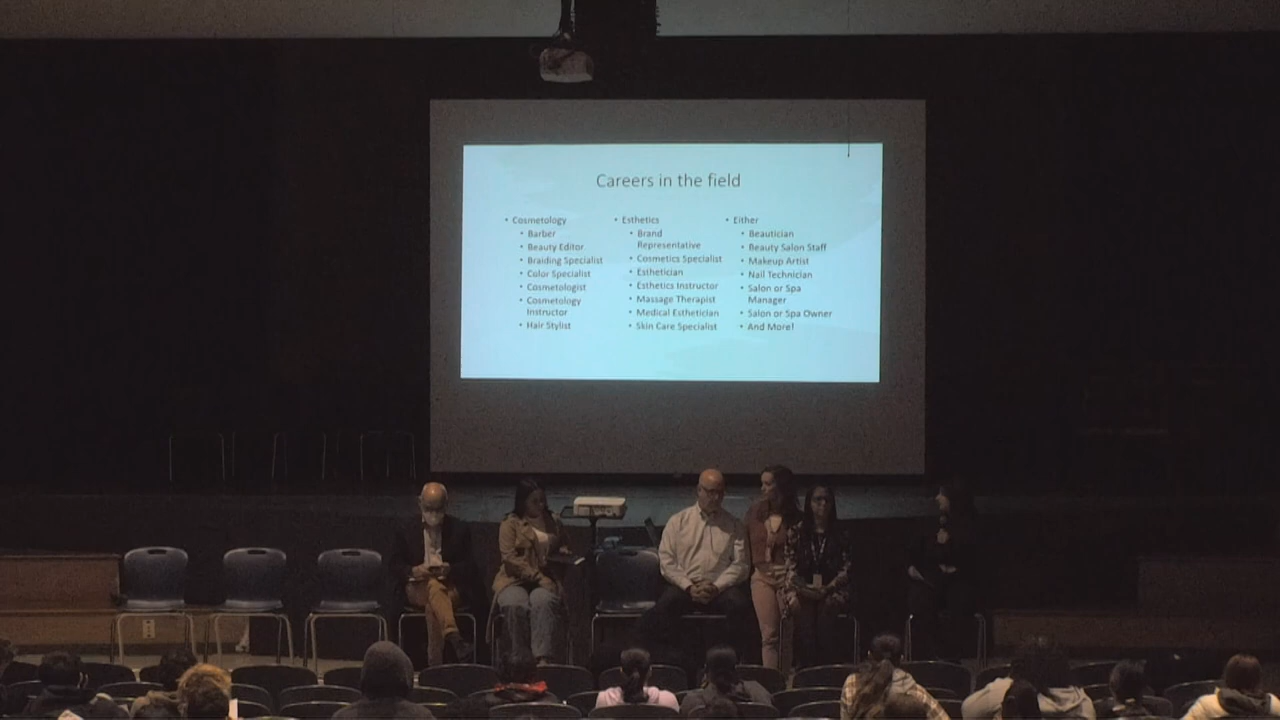 Careers in the field
• Cosmetology
• Barber
• Beauty Editor
• Braiding Specialist
• Color Specialist
• Cosmetologist
• Cosmetology
Instructor
• Hair Stylist
• Esthetics
• Brand
Representative
• Cosmetics Specialist
• Esthetician
• Esthetics Instructor
• Massage Therapist
• Medical Esthetician
• Skin Care Specialist
• Either
• Beautician
• Beauty Salon Staff
• Makeup Artist
• Nail Technician
• Salon or Spa
Manager
• Salon or Spa Owner
• And More!